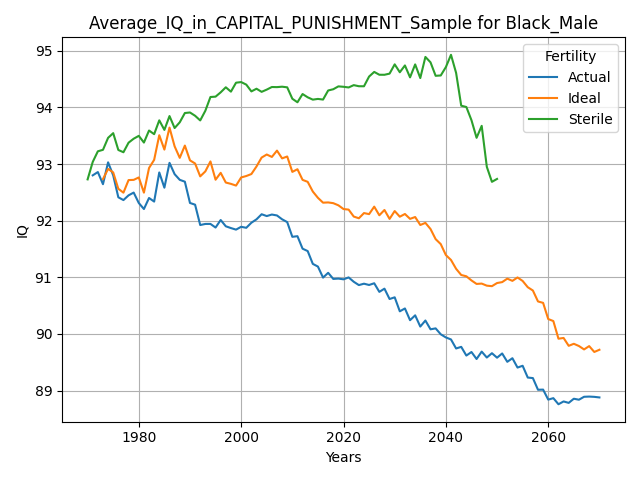 Average_IQ_in_CAPITAL_PUNISHMENT_Sample for Black_Male
95
94
93
92
91
90
89
IQ
Fertility
Actual
Ideal
Sterile
1980 2000 2020 2040 2060
Years